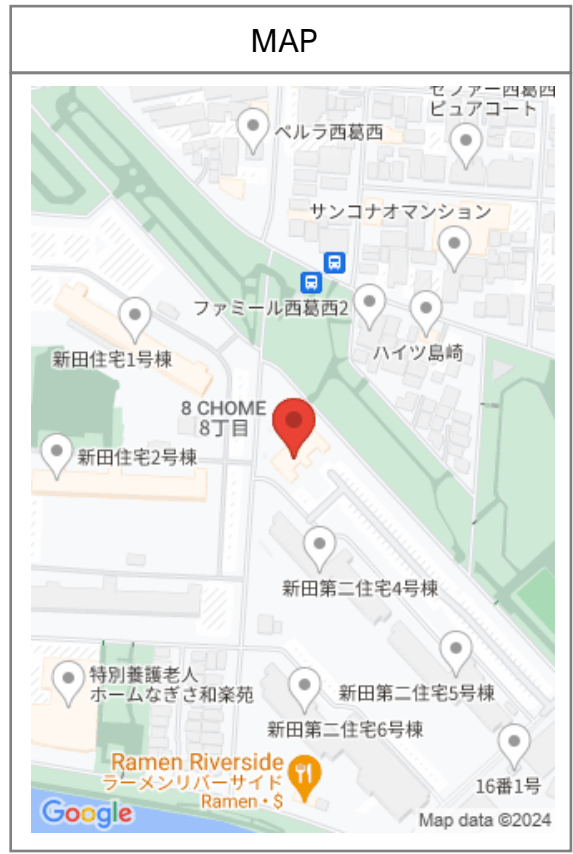 MAP
セファー西葛西
ピュアコート
ベルラ西葛西
サンコナオマンション
ファミール西葛西2
ハイツ島崎
新田住宅1号棟
8 CHOME
8丁目
新田住宅2号棟
新田第二住宅4号棟
特別養護老人
ホームなぎさ和楽苑
新田第二住宅5号棟
新田第二住宅6号棟
Ramen Riverside
ラーメンリバーサイド
Ramen • $
16番1号
Google
Map data ©2024